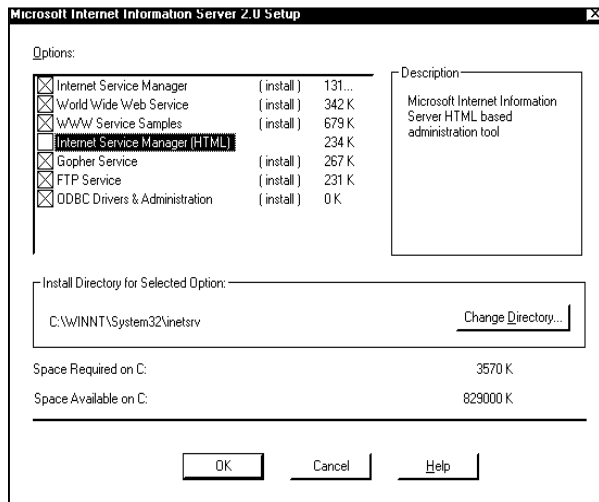 Microsoft Internet Information Server 2.0 Setup
Options:
Internet Service Manager ( install ) 131...
World Wide Web Service ( install ) 342 K
WWW Service Samples ( install ) 679 K
Internet Service Manager (HTML) 234 K
Gopher Service ( install ) 267 K
FTP Service ( install ) 231 K
ODBC Drivers & Administration ( install ) 0 K
Description
Microsoft Internet Information
Server HTML based
administration tool
Install Directory for Selected Option:
C:\WINNT\System32\inetsrv
Change Directory...
Space Required on C: 3570 K
Space Available on C: 829000 K
OK Cancel Help